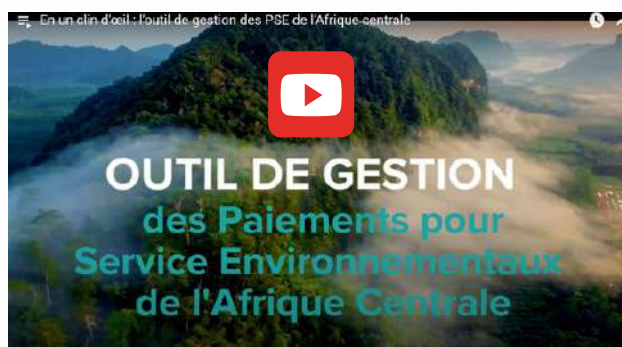 En un clin d'œil : l'outil de gestion des PSE de l'Afrique centrale
OUTIL DE GESTION
des Paiements pour
Service Environnementaux
de l'Afrique Centrale